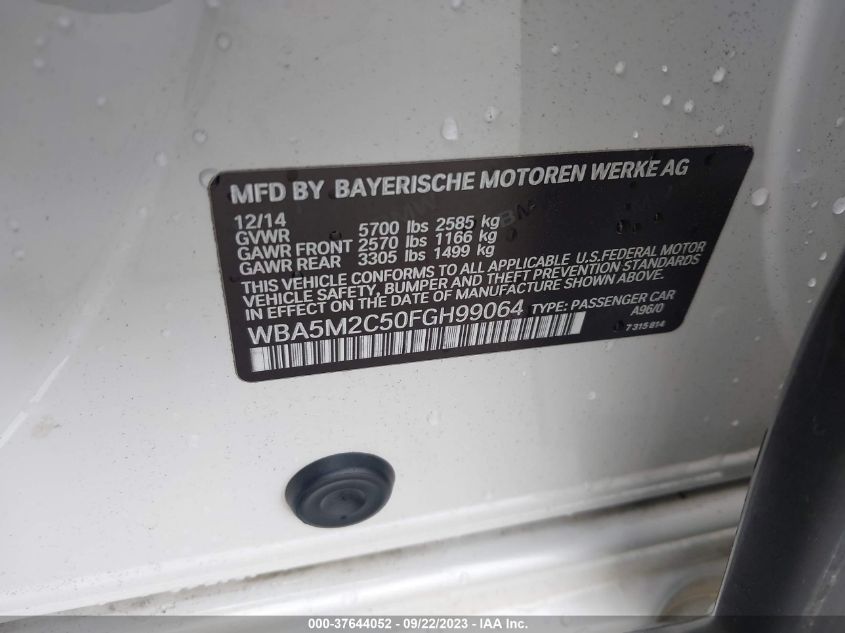 MFD BY BAYERISCHE MOTOREN WERKE AG
12/14
GVWR 5700 lbs 2585 kg
GAWR FRONT 2570 lbs 1166 kg
GAWR REAR 3305 lbs 1499 kg
THIS VEHICLE CONFORMS TO ALL APPLICABLE U.S.FEDERAL MOTOR
VEHICLE SAFETY, BUMPER AND THEFT PREVENTION STANDARDS
IN EFFECT ON THE DATE OF MANUFACTURE SHOWN ABOVE.
WBA5M2C50FGH99064 TYPE: PASSENGER CAR
A96/0
7 315 814
000-37644052 - 09/22/2023 - IAA Inc.